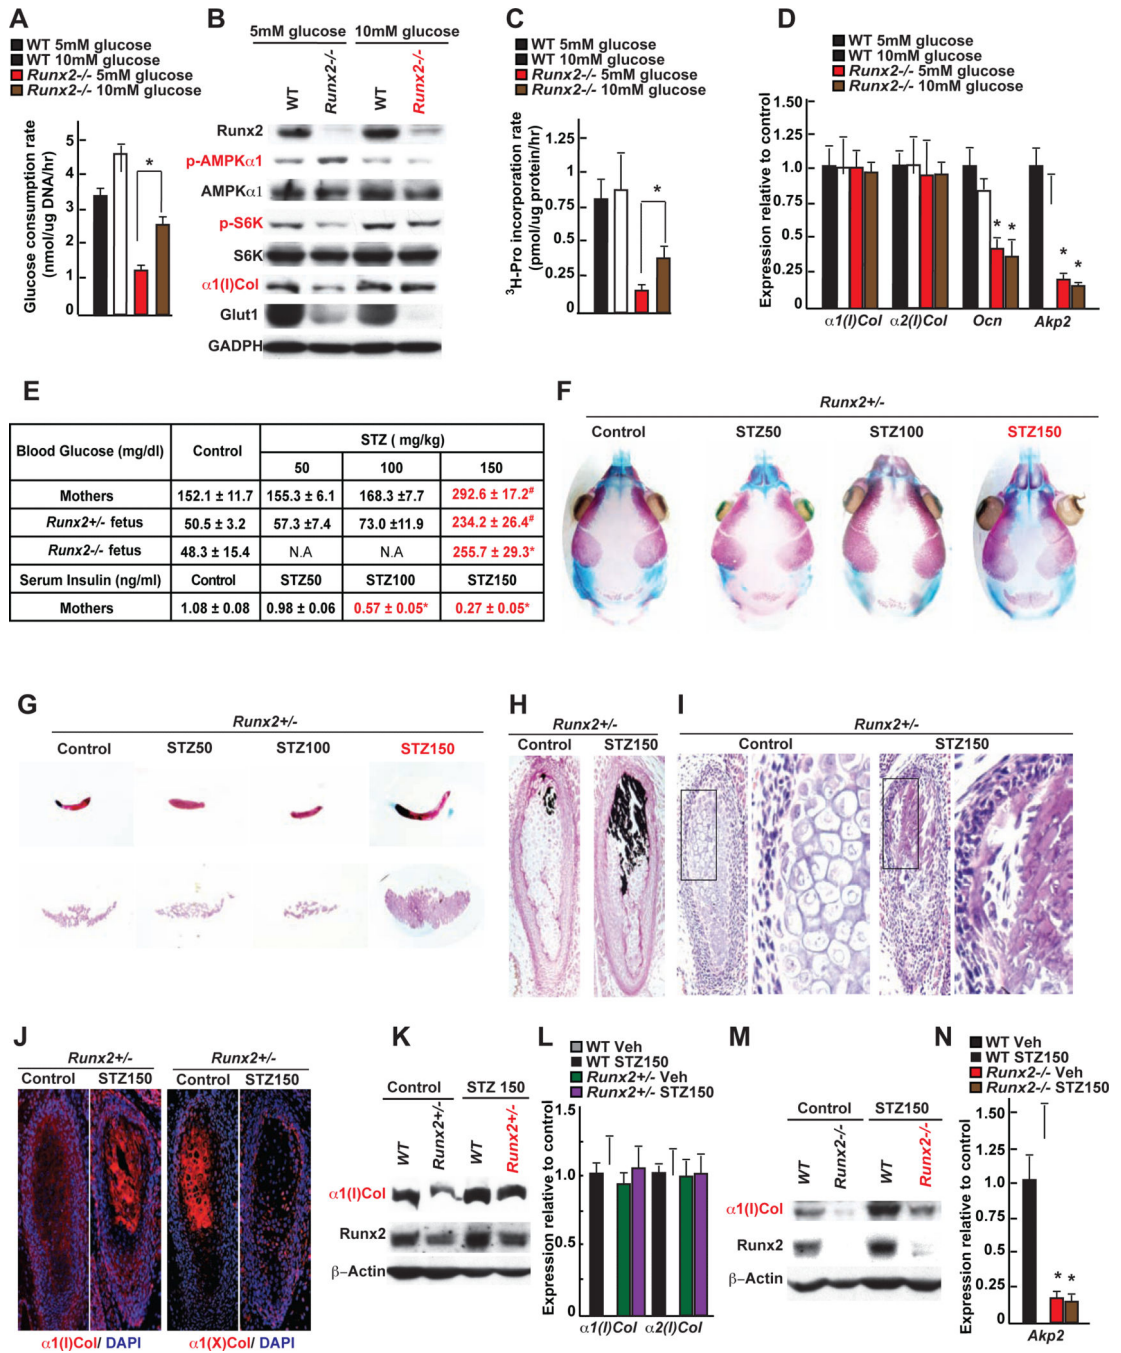 A
WT 5mM glucose
WT 10mM glucose
Runx2-/- 5mM glucose
Runx2-/- 10mM glucose
Glucose consumption rate
(nmol/ug DNA/hr)
5
4
3
2
1
0
*
B
5mM glucose 10mM glucose
WT Runx2-/- WT Runx2-/-
Runx2
p-AMPKα1
AMPKα1
p-S6K
S6K
α1(I)Col
Glut1
GADPH
C
WT 5mM glucose
WT 10mM glucose
Runx2-/- 5mM glucose
Runx2-/- 10mM glucose
³H-Pro incorporation rate
(pmol/ug protein/hr)
1.25
1.0
0.75
0.5
0.25
0
*
D
WT 5mM glucose
WT 10mM glucose
Runx2-/- 5mM glucose
Runx2-/- 10mM glucose
Expression relative to control
1.50
1.25
1.0
0.75
0.5
0.25
0
* *
* *
α1(I)Col α2(I)Col Ocn Akp2
E
Blood Glucose (mg/dl) Control STZ ( mg/kg)
50 100 150
Mothers 152.1 ± 11.7 155.3 ± 6.1 168.3 ±7.7 292.6 ± 17.2#
Runx2+/- fetus 50.5 ± 3.2 57.3 ±7.4 73.0 ±11.9 234.2 ± 26.4#
Runx2-/- fetus 48.3 ± 15.4 N.A N.A 255.7 ± 29.3*
Serum Insulin (ng/ml) Control STZ50 STZ100 STZ150
Mothers 1.08 ± 0.08 0.98 ± 0.06 0.57 ± 0.05* 0.27 ± 0.05*
F
Runx2+/-
Control STZ50 STZ100 STZ150
G
Runx2+/-
Control STZ50 STZ100 STZ150
H
Runx2+/-
Control STZ150
I
Runx2+/-
Control STZ150
J
Runx2+/- Runx2+/-
Control STZ150 Control STZ150
α1(I)Col/ DAPI α1(X)Col/ DAPI
K
Control STZ 150
WT Runx2+/- WT Runx2+/-
α1(I)Col
Runx2
β-Actin
L
WT Veh
WT STZ150
Runx2+/- Veh
Runx2+/- STZ150
Expression relative to control
1.5
1.0
0.5
0
α1(I)Col α2(I)Col
M
Control STZ150
WT Runx2-/- WT Runx2-/-
α1(I)Col
Runx2
β-Actin
N
WT Veh
WT STZ150
Runx2-/- Veh
Runx2-/- STZ150
Expression relative to control
1.50
1.25
1.0
0.75
0.5
0.25
0
* *
Akp2